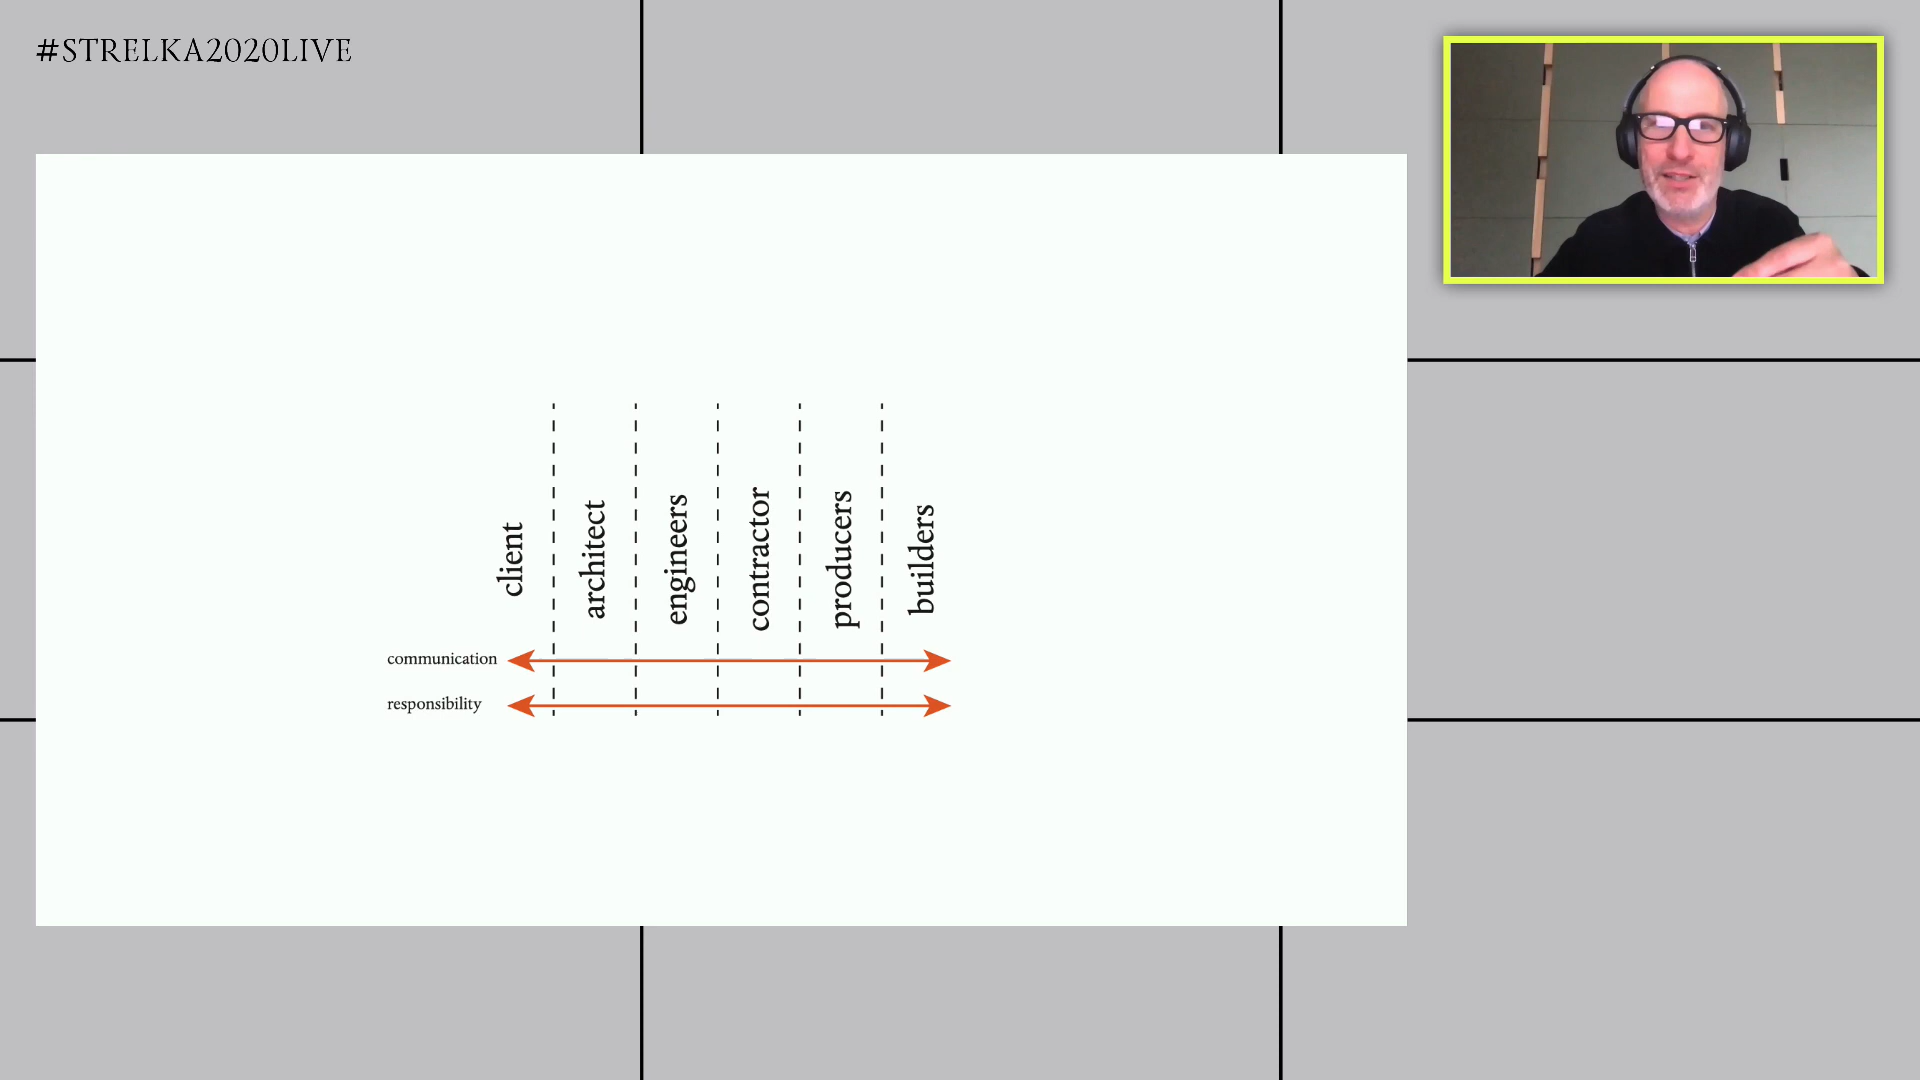 #STRELKA2020LIVE
client
architect
engineers
contractor
producers
builders
communication
responsibility